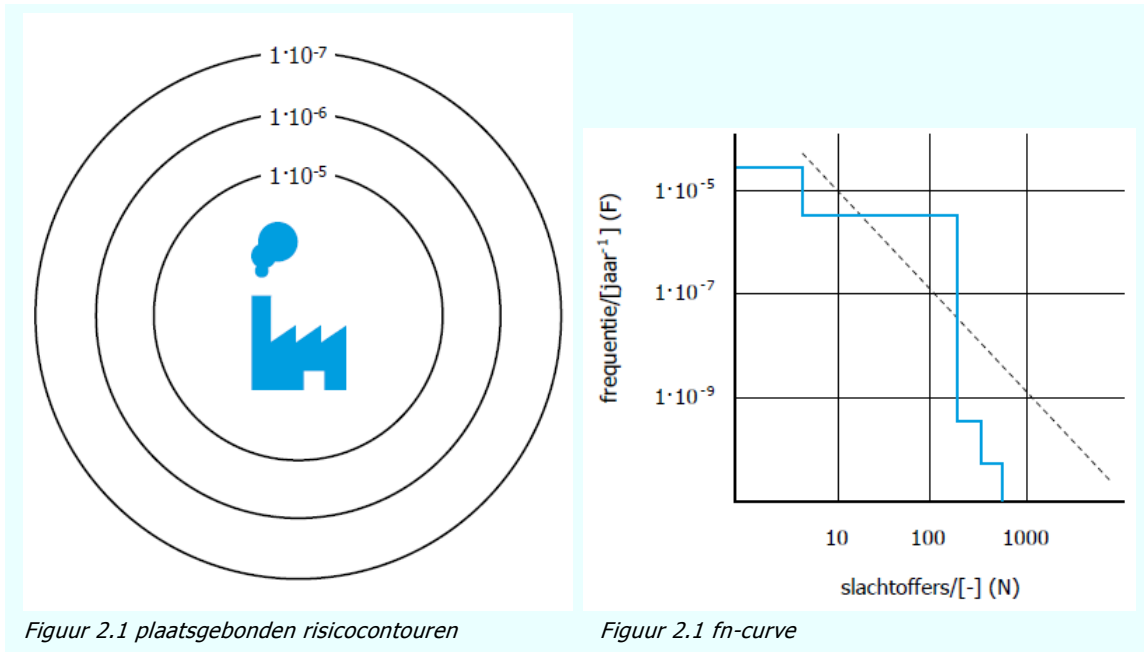 1·10⁻⁷
1·10⁻⁶
1·10⁻⁵
Figuur 2.1 plaatsgebonden risicocontouren
frequentie/[jaar⁻¹] (F)
1·10⁻⁵
1·10⁻⁷
1·10⁻⁹
10 100 1000
slachtoffers/[-] (N)
Figuur 2.1 fn-curve